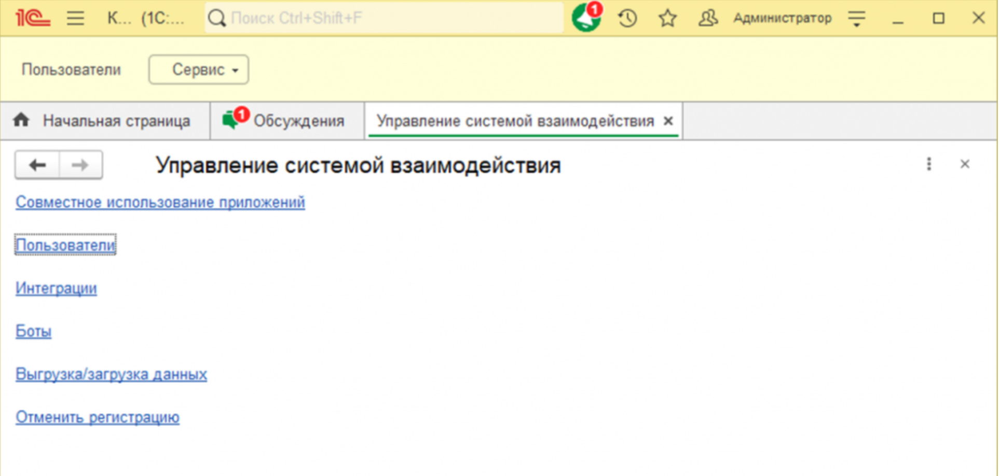 1С К... (1С:... Поиск Ctrl+Shift+F 1 Администратор
Пользователи Сервис
Начальная страница 1 Обсуждения Управление системой взаимодействия
Управление системой взаимодействия
Совместное использование приложений
Пользователи
Интеграции
Боты
Выгрузка/загрузка данных
Отменить регистрацию